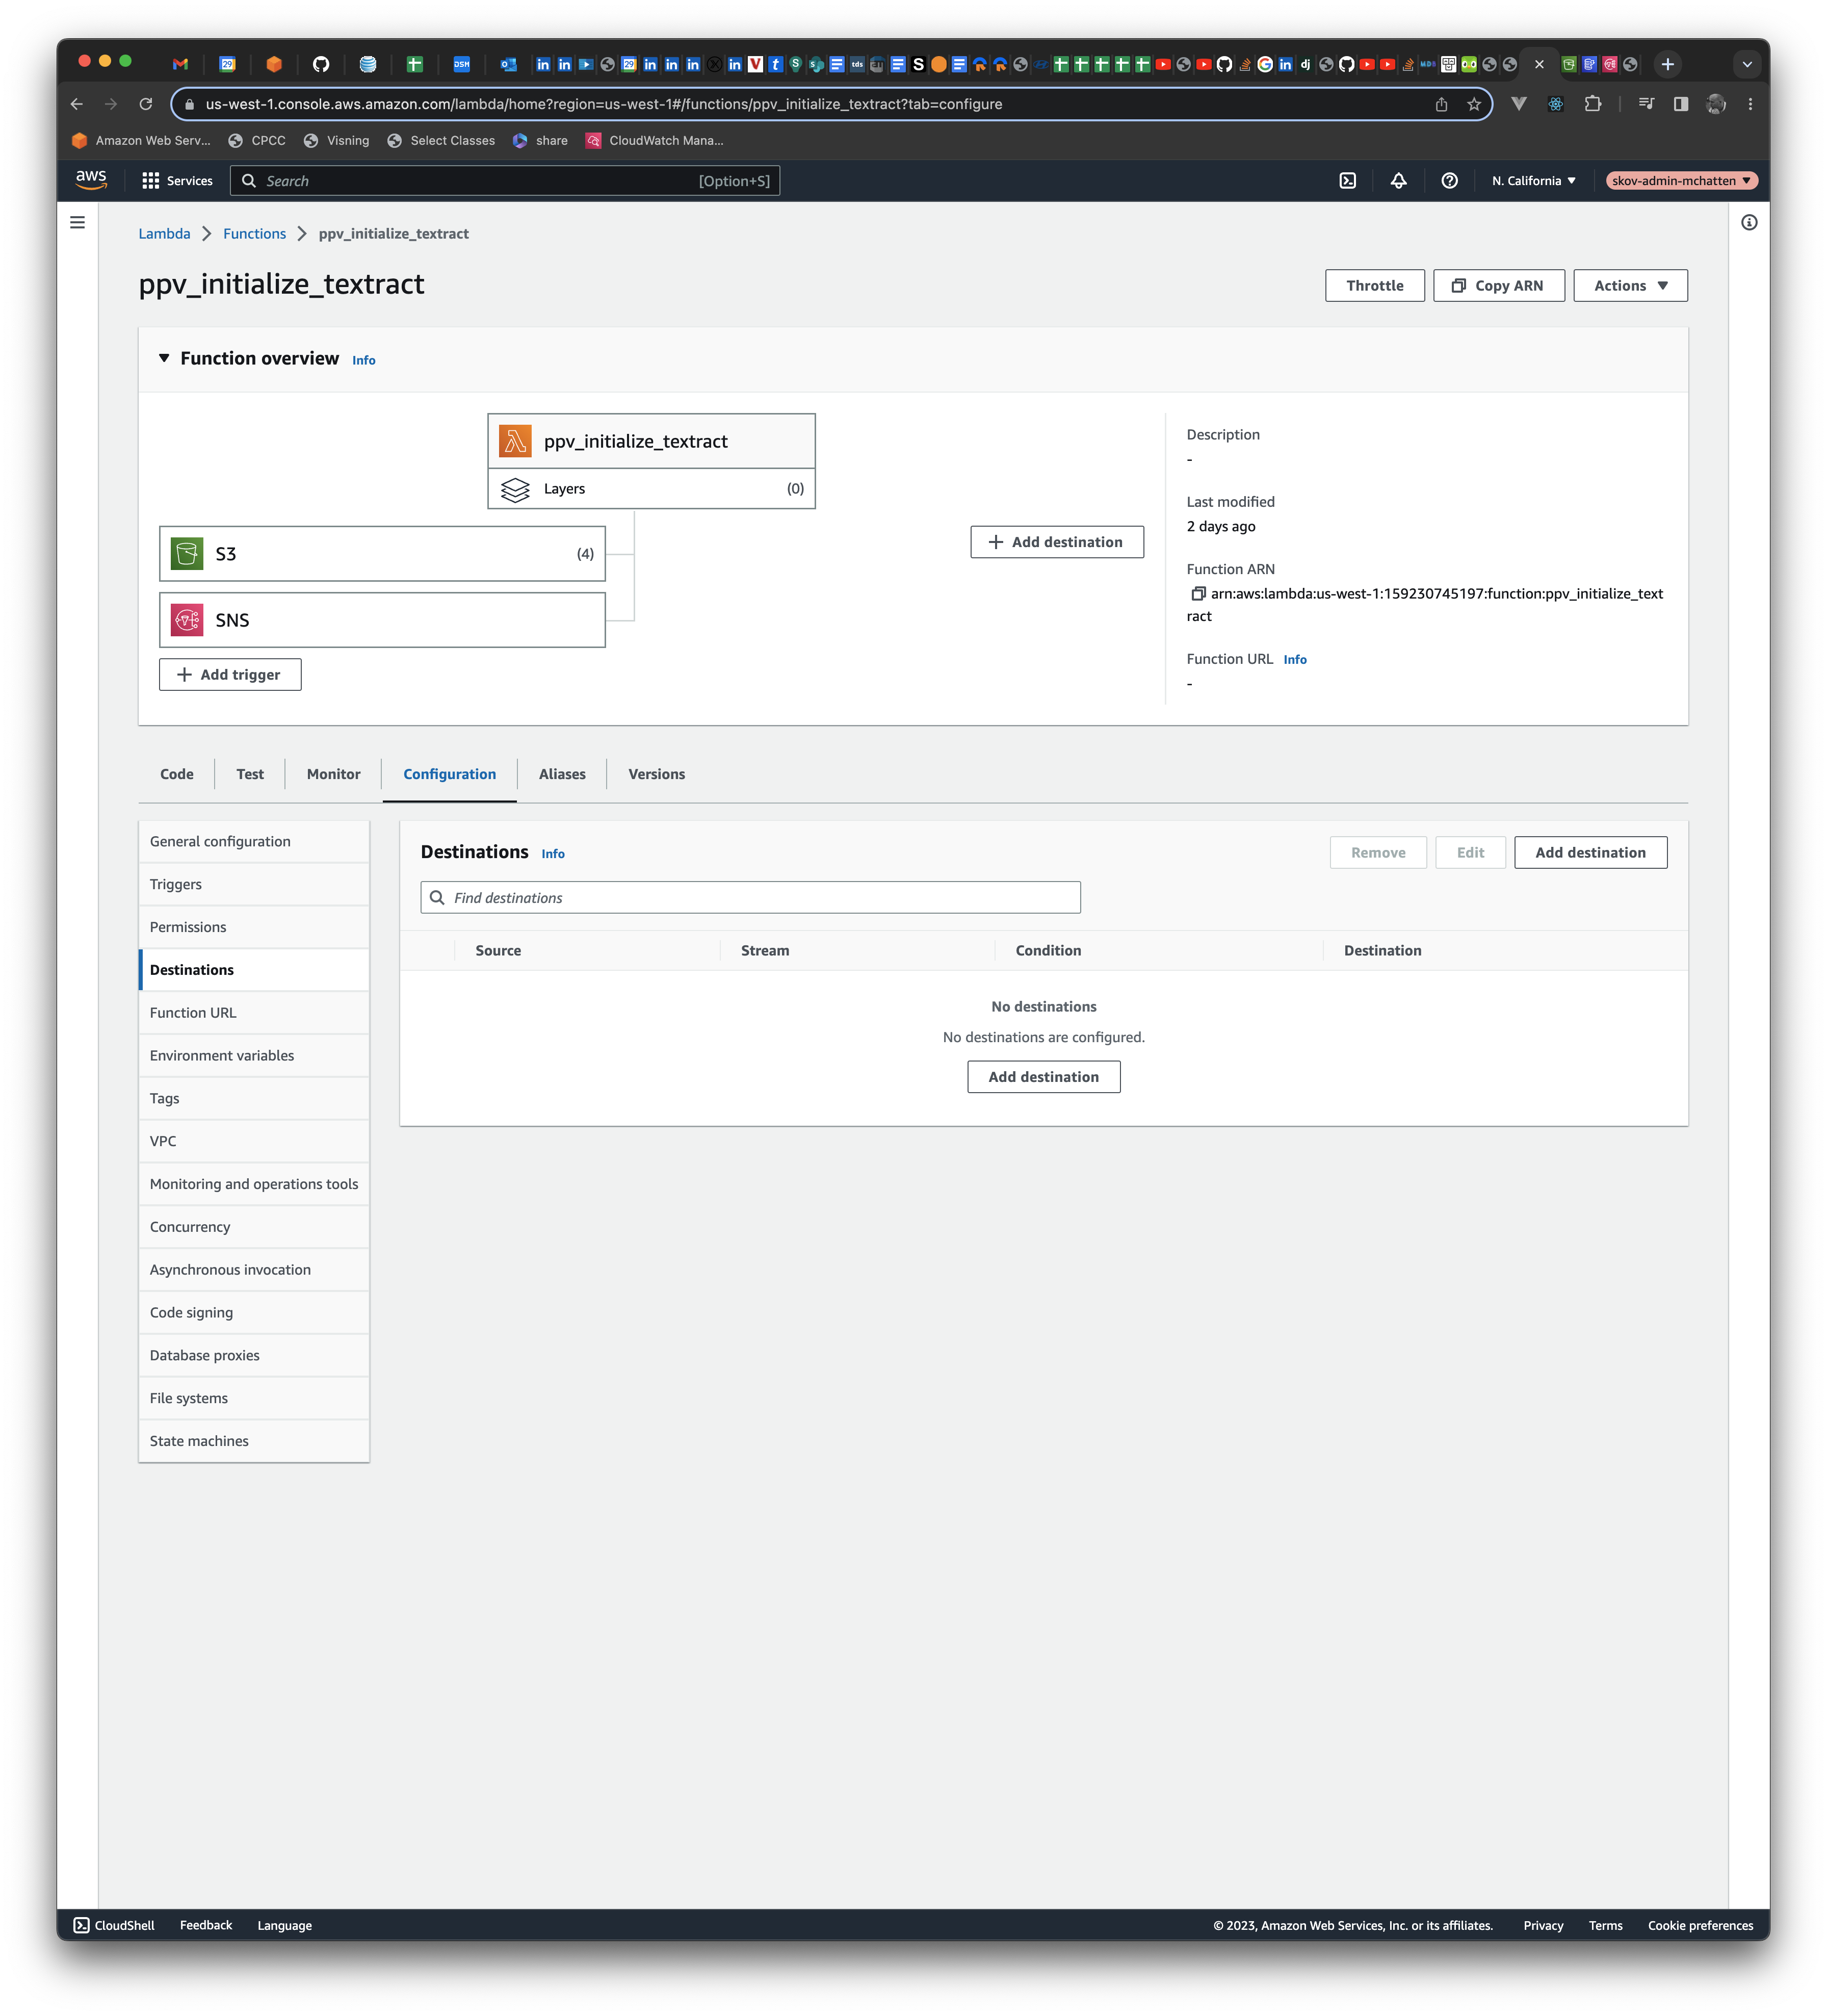 us-west-1.console.aws.amazon.com/lambda/home?region=us-west-1#/functions/ppv_initialize_textract?tab=configure
Amazon Web Serv...
CPCC
Visning
Select Classes
share
CloudWatch Mana...
aws
Services
Search
[Option+S]
N. California
skov-admin-mchatten
Lambda
Functions
ppv_initialize_textract
ppv_initialize_textract
Throttle
Copy ARN
Actions
Function overview
Info
ppv_initialize_textract
Layers
(0)
S3
(4)
SNS
Add trigger
Add destination
Description
-
Last modified
2 days ago
Function ARN
arn:aws:lambda:us-west-1:159230745197:function:ppv_initialize_text
ract
Function URL
Info
-
Code
Test
Monitor
Configuration
Aliases
Versions
General configuration
Triggers
Permissions
Destinations
Function URL
Environment variables
Tags
VPC
Monitoring and operations tools
Concurrency
Asynchronous invocation
Code signing
Database proxies
File systems
State machines
Destinations
Info
Remove
Edit
Add destination
Find destinations
Source
Stream
Condition
Destination
No destinations
No destinations are configured.
Add destination
CloudShell
Feedback
Language
© 2023, Amazon Web Services, Inc. or its affiliates.
Privacy
Terms
Cookie preferences